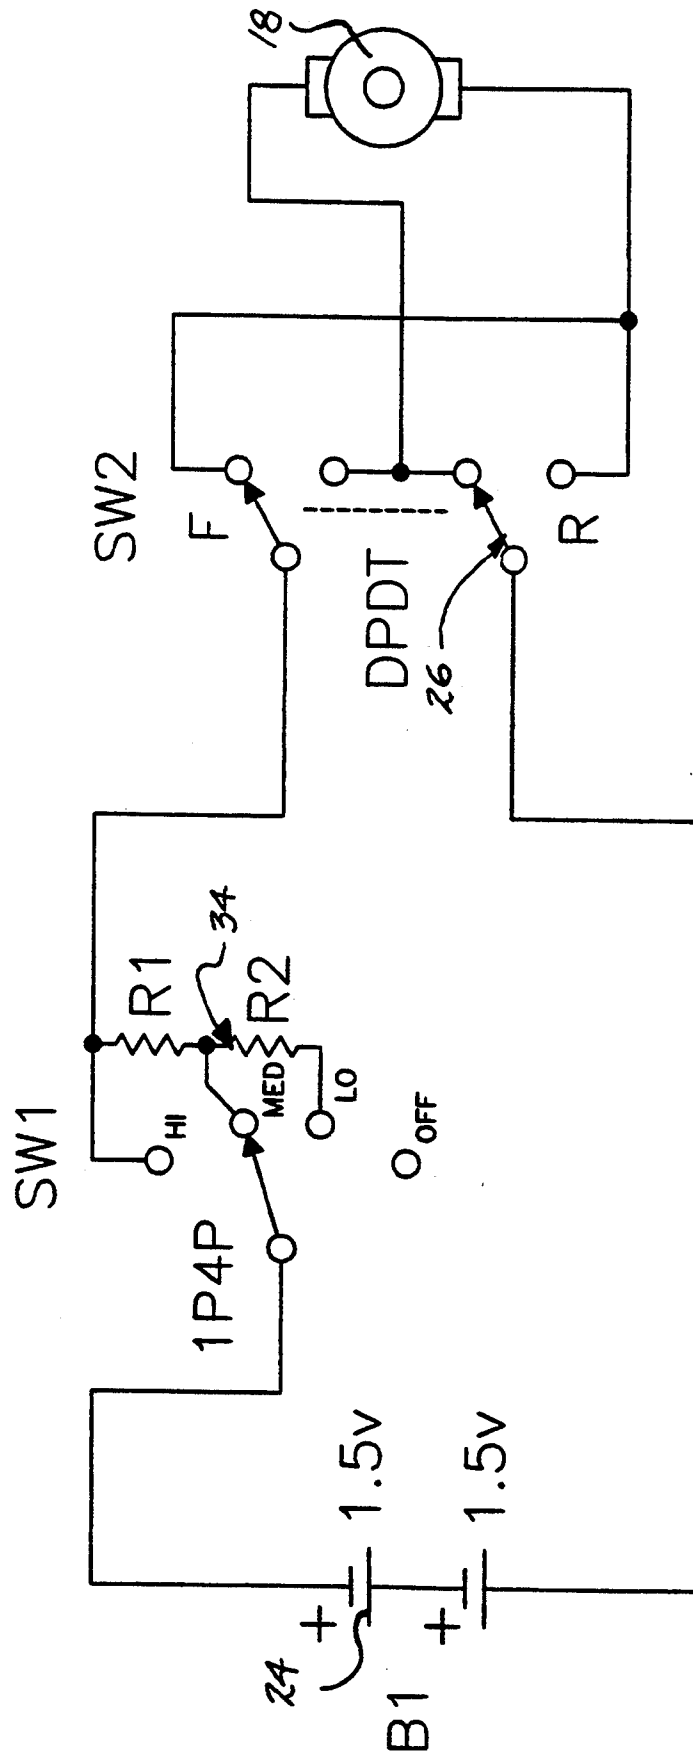 18
SW2
F
DPDT
26
R
SW1
R1
34
R2
HI
MED
LO
OFF
1P4P
1.5v
1.5v
+
+
24
B1